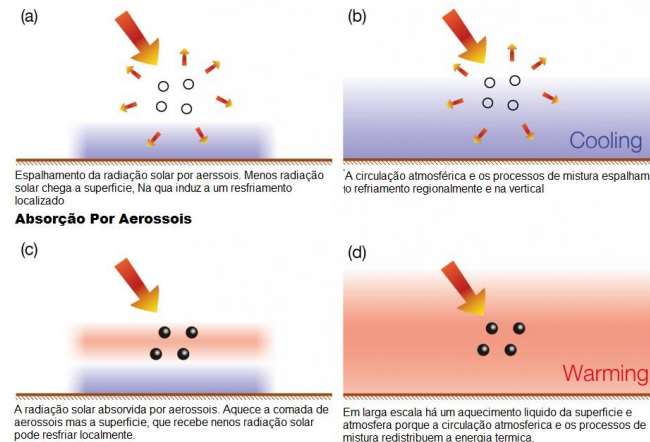 (a)
(b)
Cooling
Espalhamento da radiação solar por aerssois. Menos radiação
solar chega a superficie, Na qua induz a um resfriamento
localizado
A circulação atmosférica e os processos de mistura espalham
o refriamento regionalmente e na vertical
Absorção Por Aerossois
(c)
(d)
Warming
A radiação solar absorvida por aerossois. Aquece a comada de
aerossois mas a superficie, que recebe nenos radiação solar
pode resfriar localmente.
Em larga escala há um aquecimento liquido da superficie e
atmosfera porque a circulação atmosferica e os processos de
mistura redistribuem a energia termica.